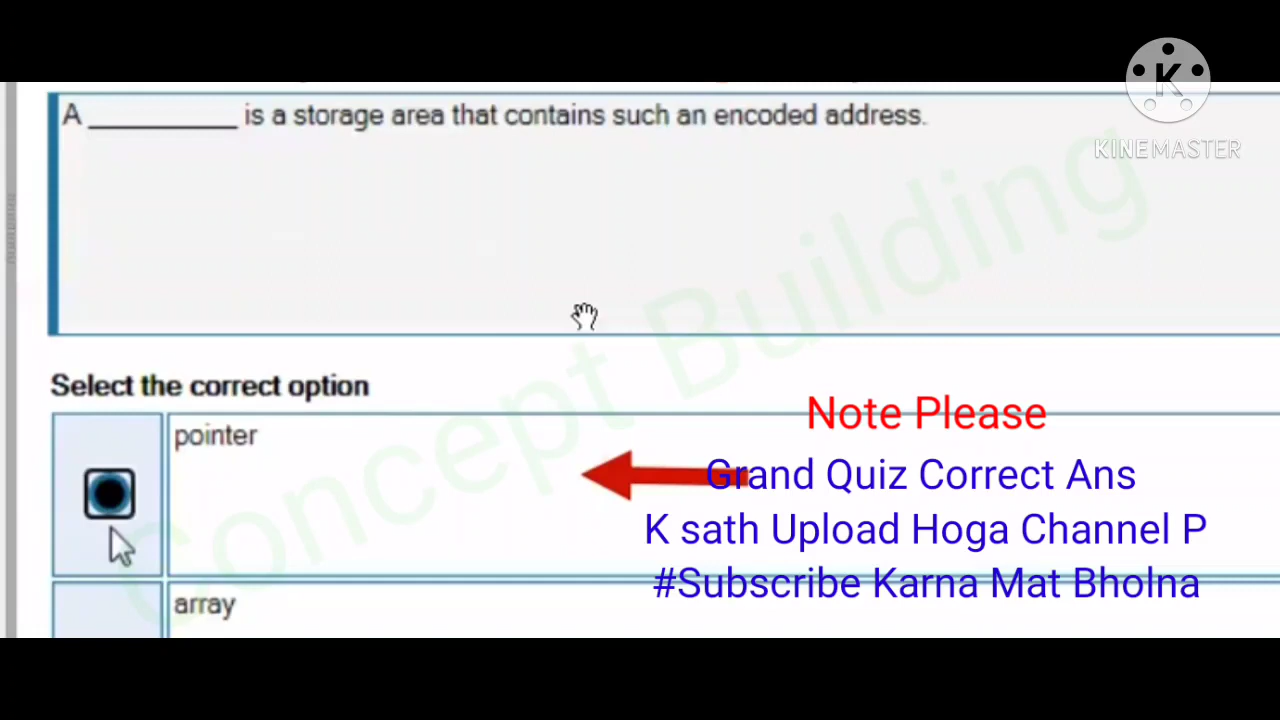 KINEMASTER
A __________ is a storage area that contains such an encoded address.
Concept Building
Select the correct option
pointer
Note Please
Grand Quiz Correct Ans
K sath Upload Hoga Channel P
#Subscribe Karna Mat Bholna
array